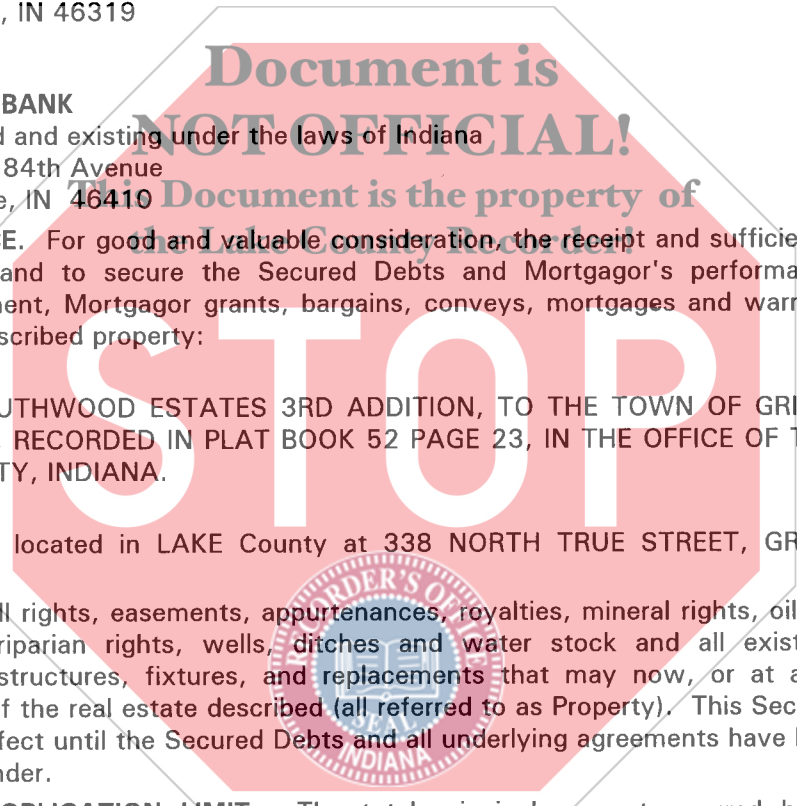 , IN 46319
Document is
BANK
d and existing under the laws of Indiana
NOT OFFICIAL!
84th Avenue
e, IN 46410
This Document is the property of
the Lake County Recorder!
CE. For good and valuable consideration, the receipt and sufficie
and to secure the Secured Debts and Mortgagor's performa
ment, Mortgagor grants, bargains, conveys, mortgages and warr
scribed property:
STOP
UTHWOOD ESTATES 3RD ADDITION, TO THE TOWN OF GRI
RECORDED IN PLAT BOOK 52 PAGE 23, IN THE OFFICE OF T
TY, INDIANA.
located in LAKE County at 338 NORTH TRUE STREET, GR
ll rights, easements, appurtenances, royalties, mineral rights, oil
riparian rights, wells, ditches and water stock and all exist
structures, fixtures, and replacements that may now, or at a
f the real estate described (all referred to as Property). This Sec
fect until the Secured Debts and all underlying agreements have
nder.
RECORDER'S OFFICE
SEAL
INDIANA
OBLIGATION LIMIT.